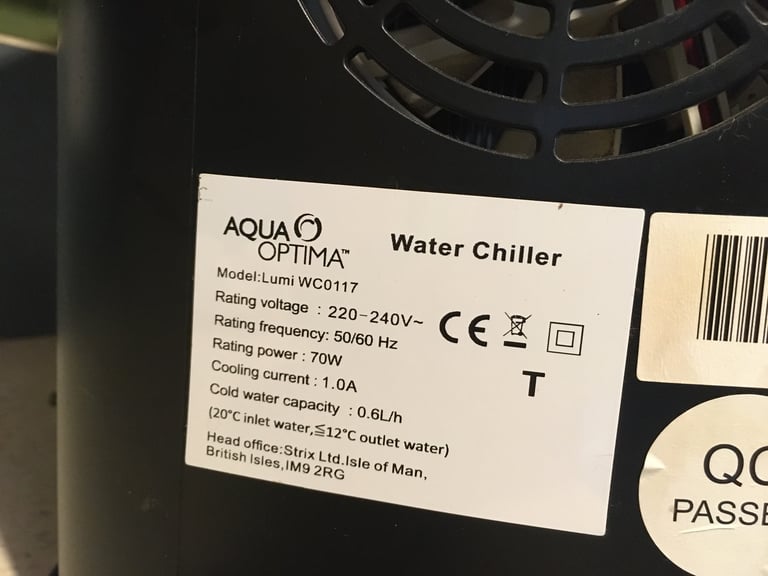 AQUA
OPTIMA™
Water Chiller
Model:Lumi WC0117
Rating voltage : 220-240V~
Rating frequency: 50/60 Hz
Rating power : 70W
Cooling current : 1.0A
Cold water capacity : 0.6L/h
(20°C inlet water,≦12°C outlet water)
Head office:Strix Ltd.Isle of Man,
British Isles,IM9 2RG
CE
T